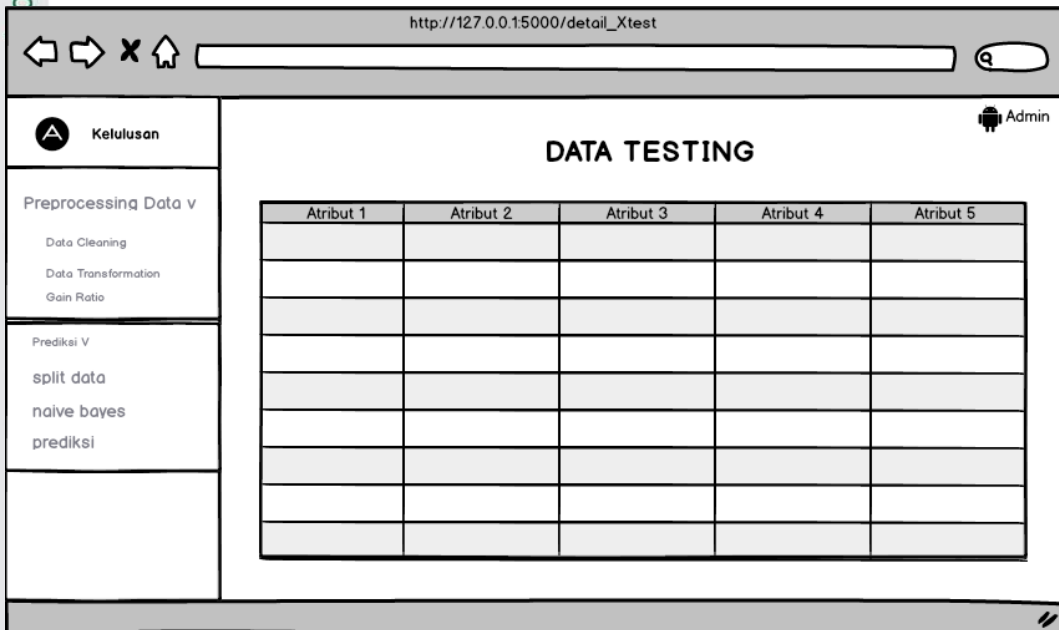 http://127.0.0.1:5000/detail_Xtest
Admin
Kelulusan
DATA TESTING
Preprocessing Data v
Data Cleaning
Data Transformation
Gain Ratio
Prediksi V
split data
naive bayes
prediksi
Atribut 1 Atribut 2 Atribut 3 Atribut 4 Atribut 5